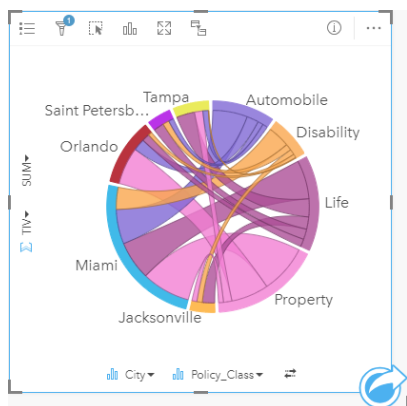 1
Tampa
Automobile
Saint Petersb...
Disability
Orlando
SUM
Life
TIV
Miami
Property
Jacksonville
City
Policy_Class